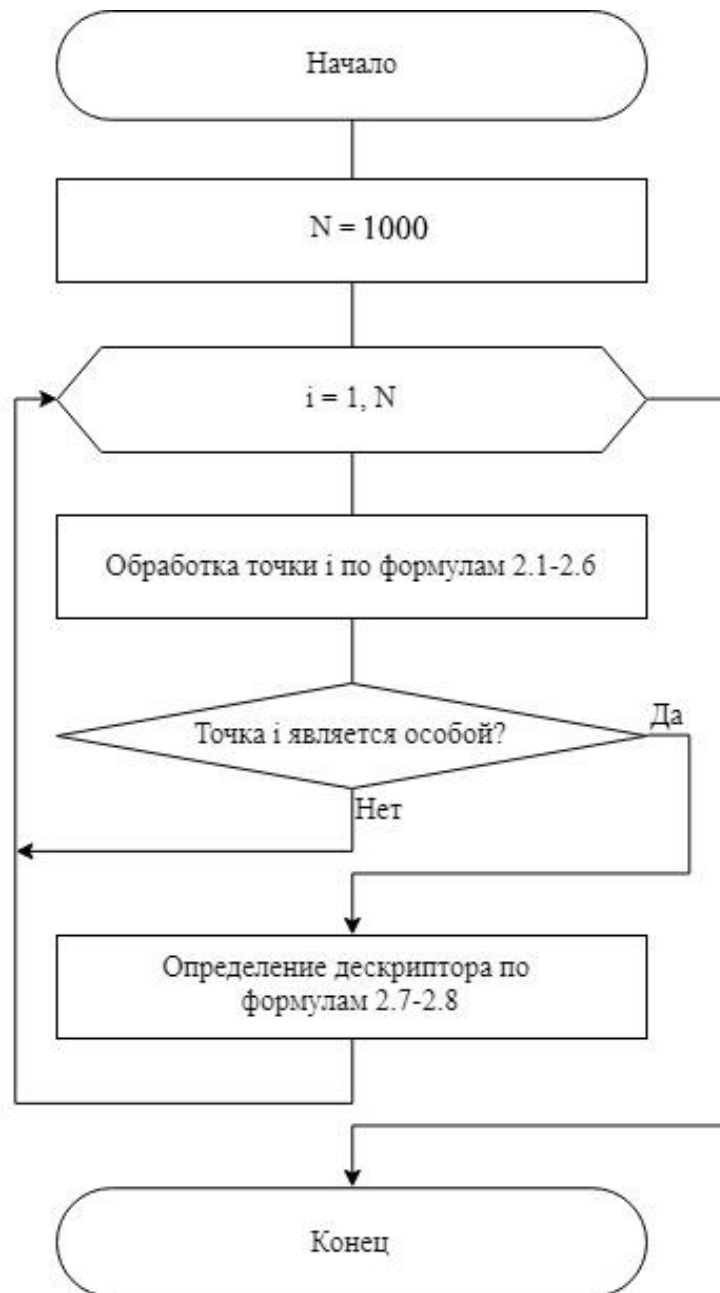 Начало
N = 1000
i = 1, N
Обработка точки i по формулам 2.1-2.6
Точка i является особой?
Да
Нет
Определение дескриптора по
формулам 2.7-2.8
Конец